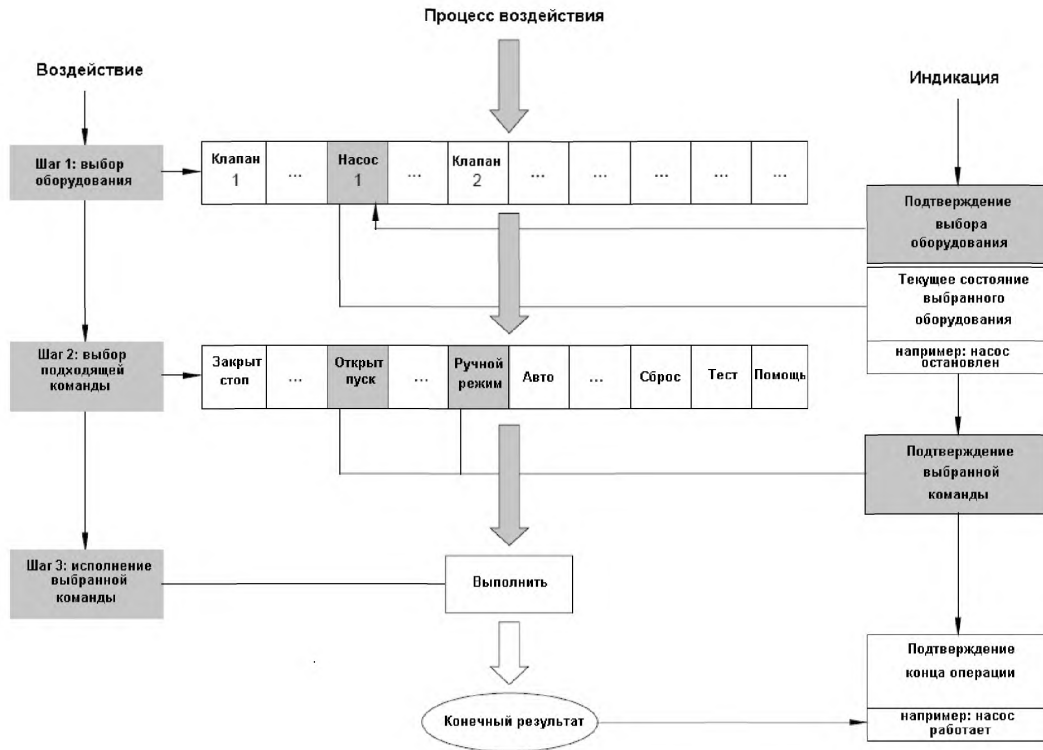 Процесс воздействия
Воздействие
Индикация
Шаг 1: выбор
оборудования
Клапан
1
...
Насос
1
...
Клапан
2
...
...
...
...
...
Подтверждение
выбора
оборудования
Текущее состояние
выбранного
оборудования
например: насос
остановлен
Шаг 2: выбор
подходящей
команды
Закрыт
стоп
...
Открыт
пуск
...
Ручной
режим
Авто
...
Сброс
Тест
Помощь
Подтверждение
выбранной
команды
Шаг 3: исполнение
выбранной
команды
Выполнить
Подтверждение
конца операции
например: насос
работает
Конечный результат